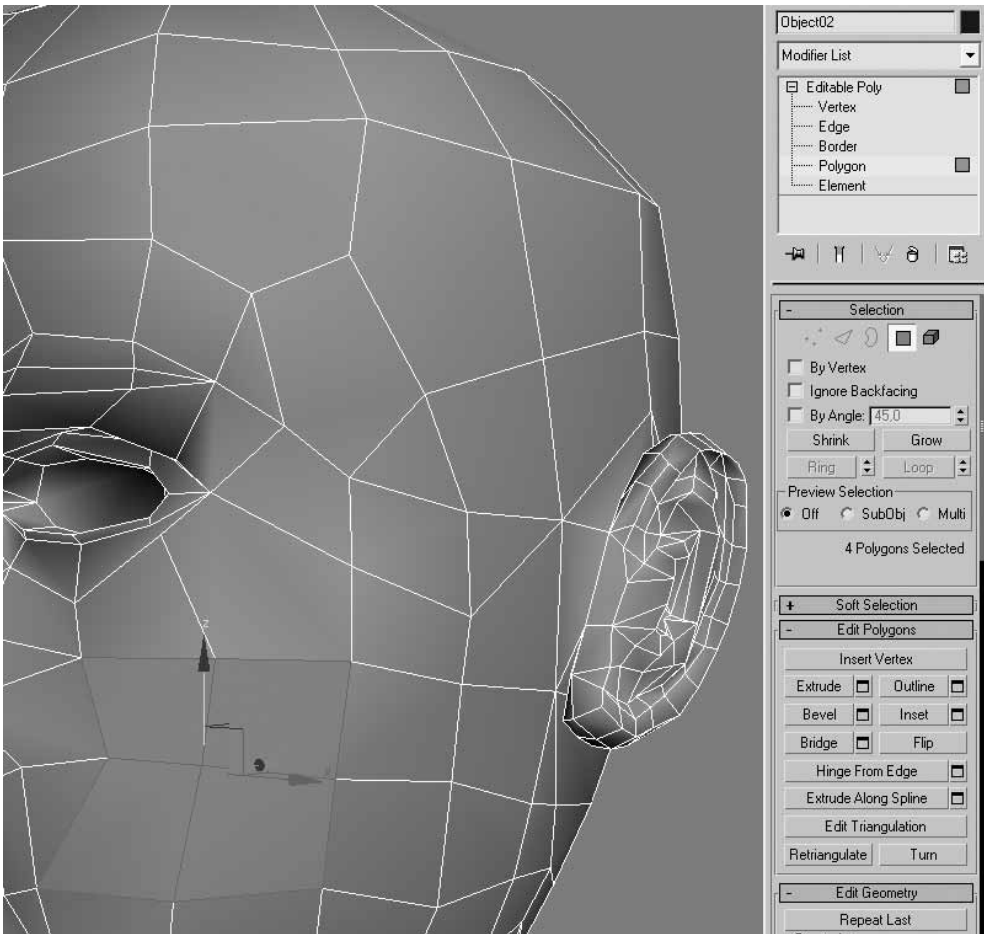 Object02
Modifier List
Editable Poly
Vertex
Edge
Border
Polygon
Element
- Selection
By Vertex
Ignore Backfacing
By Angle: 45.0
Shrink Grow
Ring Loop
Preview Selection
Off SubObj Multi
4 Polygons Selected
+ Soft Selection
- Edit Polygons
Insert Vertex
Extrude Outline
Bevel Inset
Bridge Flip
Hinge From Edge
Extrude Along Spline
Edit Triangulation
Retriangulate Turn
- Edit Geometry
Repeat Last
z
x